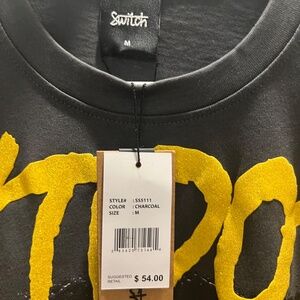 Switch
M
STYLE# : SS5111
COLOR : CHARCOAL
SIZE : M
SUGGESTED
RETAIL
$ 54.00